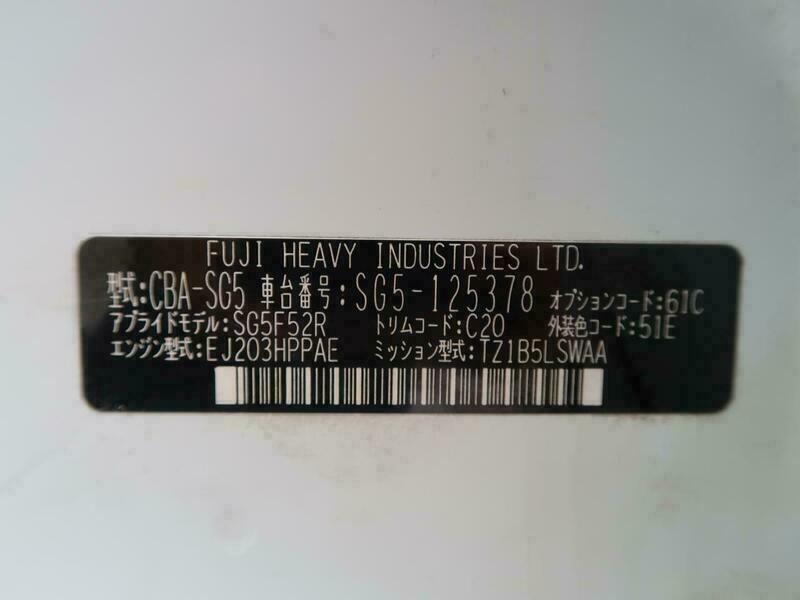 FUJI HEAVY INDUSTRIES LTD.
型式:CBA-SG5 車台番号:SG5-125378 オプションコード:6IC
アプライドモデル:SG5F52R トリムコード:C20 外装色コード:51E
エンジン型式:EJ203HPPAE ミッション型式:TZ1B5LSWAA